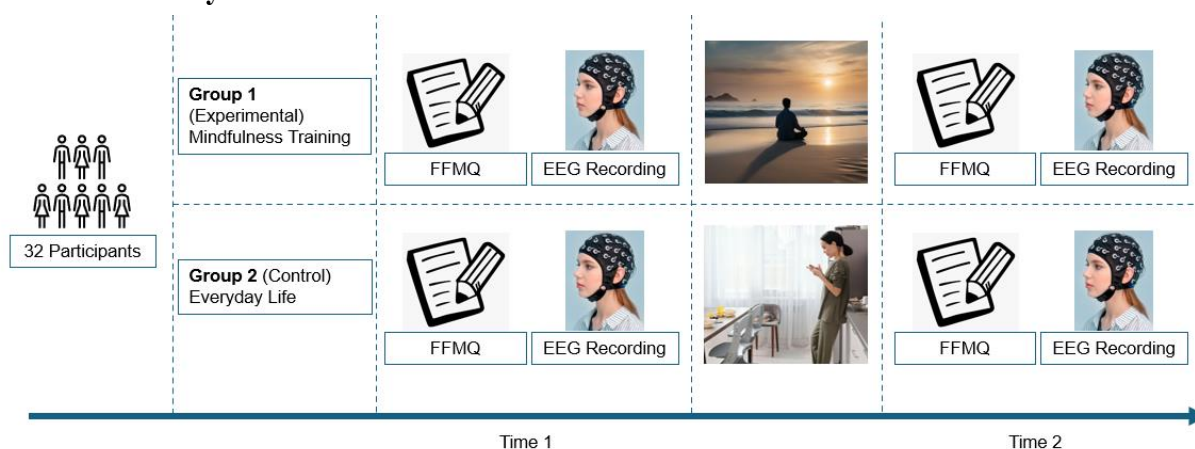 32 Participants
Group 1
(Experimental)
Mindfulness Training
FFMQ
EEG Recording
FFMQ
EEG Recording
Group 2 (Control)
Everyday Life
FFMQ
EEG Recording
FFMQ
EEG Recording
Time 1
Time 2